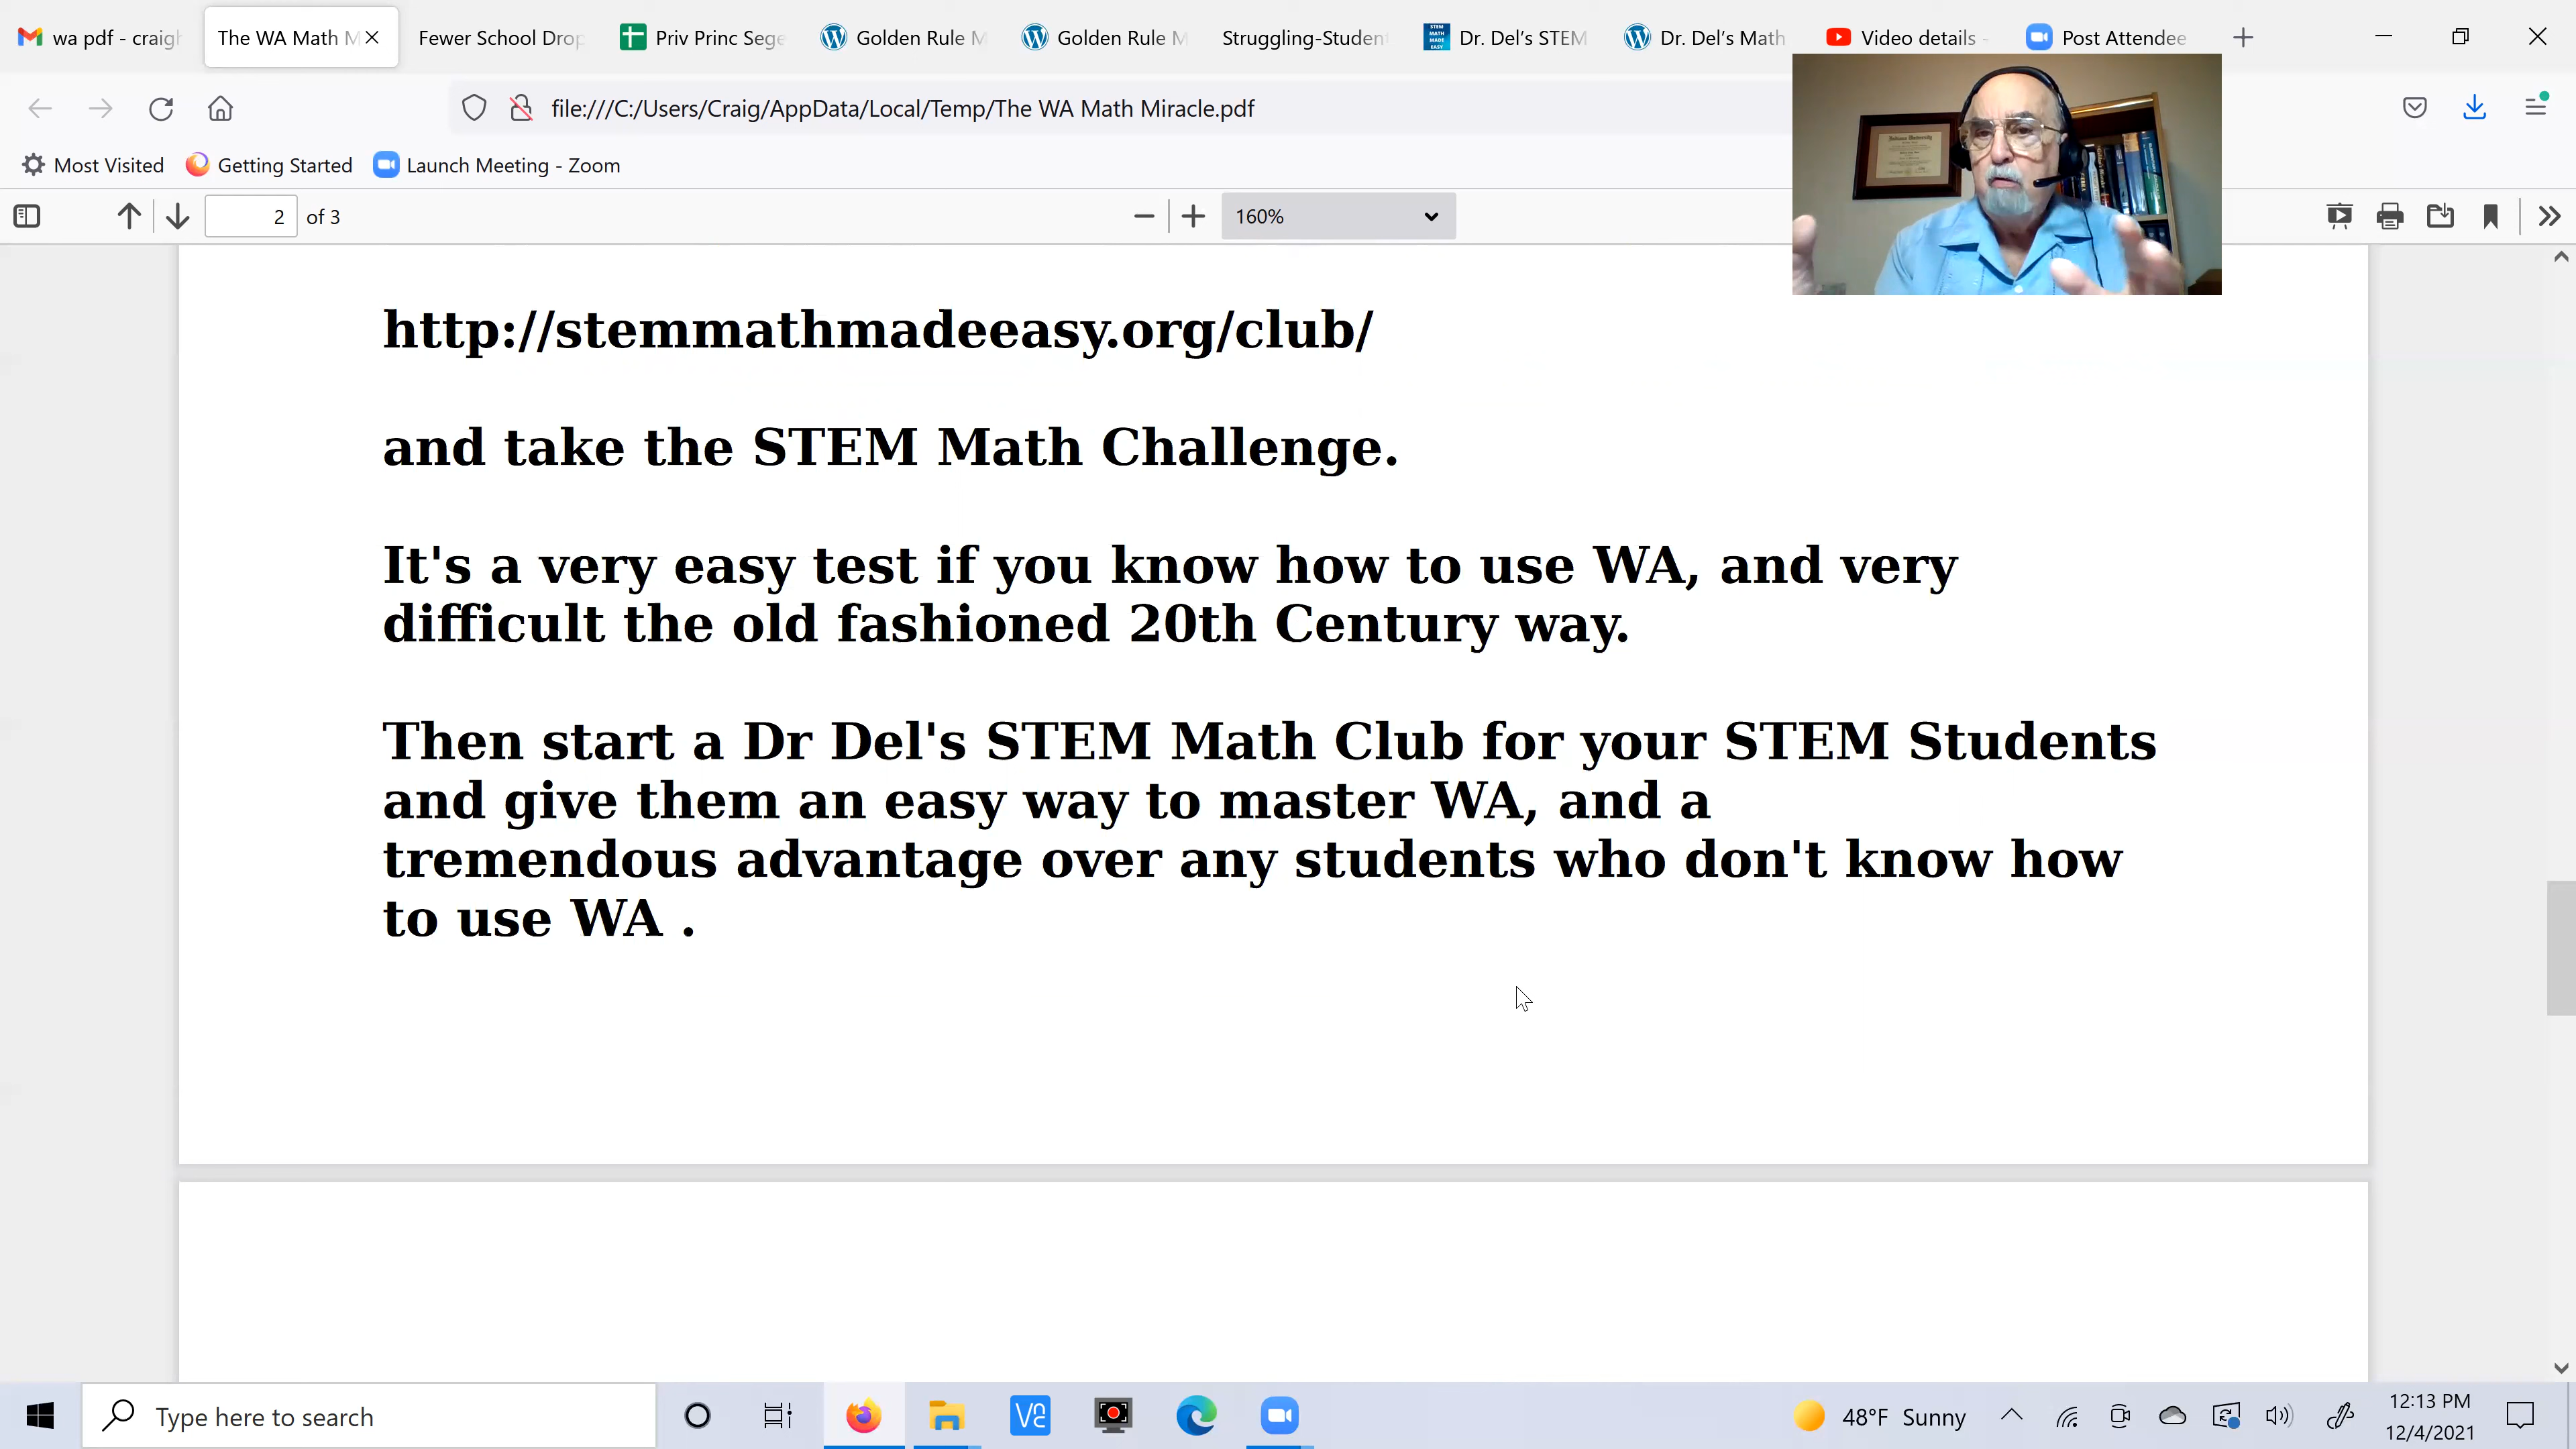 wa pdf - craigh
The WA Math M
Fewer School Drop
Priv Princ Sege
Golden Rule M
Golden Rule M
Struggling-Student
Dr. Del's STEM
Dr. Del's Math
Video details -
Post Attendee
file:///C:/Users/Craig/AppData/Local/Temp/The WA Math Miracle.pdf
Most Visited
Getting Started
Launch Meeting - Zoom
2 of 3
160%
http://stemmathmadeeasy.org/club/
and take the STEM Math Challenge.
It's a very easy test if you know how to use WA, and very
difficult the old fashioned 20th Century way.
Then start a Dr Del's STEM Math Club for your STEM Students
and give them an easy way to master WA, and a
tremendous advantage over any students who don't know how
to use WA .
Type here to search
48°F Sunny
12:13 PM
12/4/2021